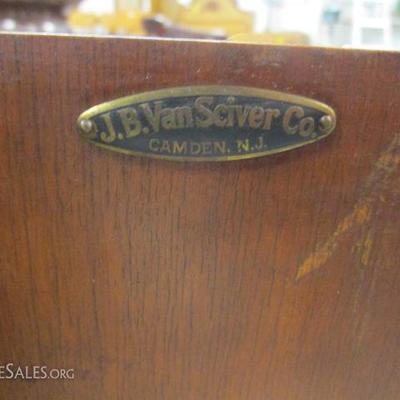 J.B. Van Sciver Co.
CAMDEN, N.J.
ESALES.ORG